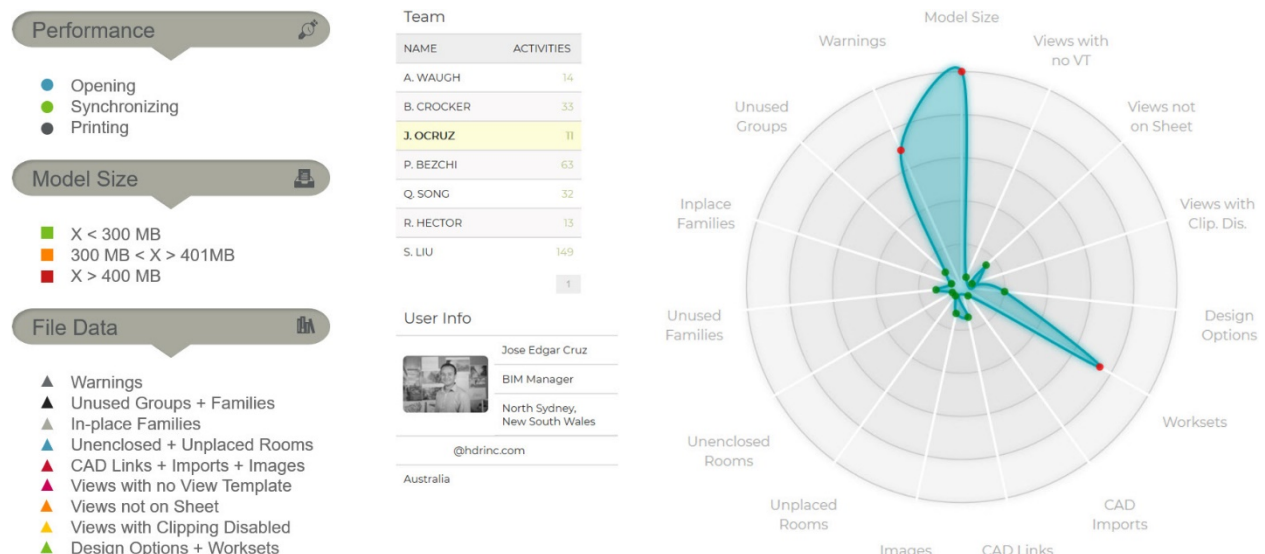 Performance
Opening
Synchronizing
Printing
Model Size
X < 300 MB
300 MB < X > 401MB
X > 400 MB
File Data
Warnings
Unused Groups + Families
In-place Families
Unenclosed + Unplaced Rooms
CAD Links + Imports + Images
Views with no View Template
Views not on Sheet
Views with Clipping Disabled
Design Options + Worksets
Team
NAME ACTIVITIES
A. WAUGH 14
B. CROCKER 33
J. OCRUZ 11
P. BEZCHI 63
Q. SONG 32
R. HECTOR 13
S. LIU 149
1
User Info
Jose Edgar Cruz
BIM Manager
North Sydney,
New South Wales
@hdrinc.com
Australia
Model Size
Views with
no VT
Views not
on Sheet
Views with
Clip. Dis.
Design
Options
Worksets
CAD
Imports
CAD Links
Images
Unplaced
Rooms
Unenclosed
Rooms
Unused
Families
Inplace
Families
Unused
Groups
Warnings